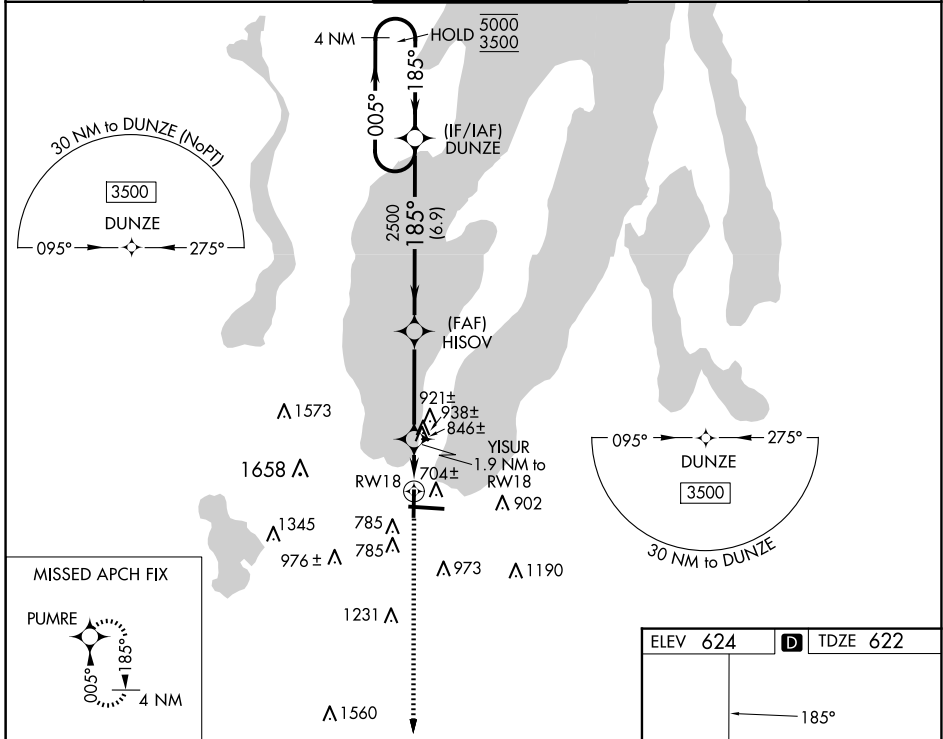 4 NM
HOLD
5000
3500
005°
185°
(IF/IAF)
DUNZE
30 NM to DUNZE (NoPT)
3500
DUNZE
095°
275°
2500
185°
(6.9)
(FAF)
HISOV
1573
921±
938±
846±
1658
YISUR
1.9 NM to
RW18
RW18
704±
902
095°
275°
DUNZE
3500
30 NM to DUNZE
1345
785
976 ±
785
973
1190
1231
1560
MISSED APCH FIX
PUMRE
005°
185°
4 NM
ELEV 624 D TDZE 622
185°